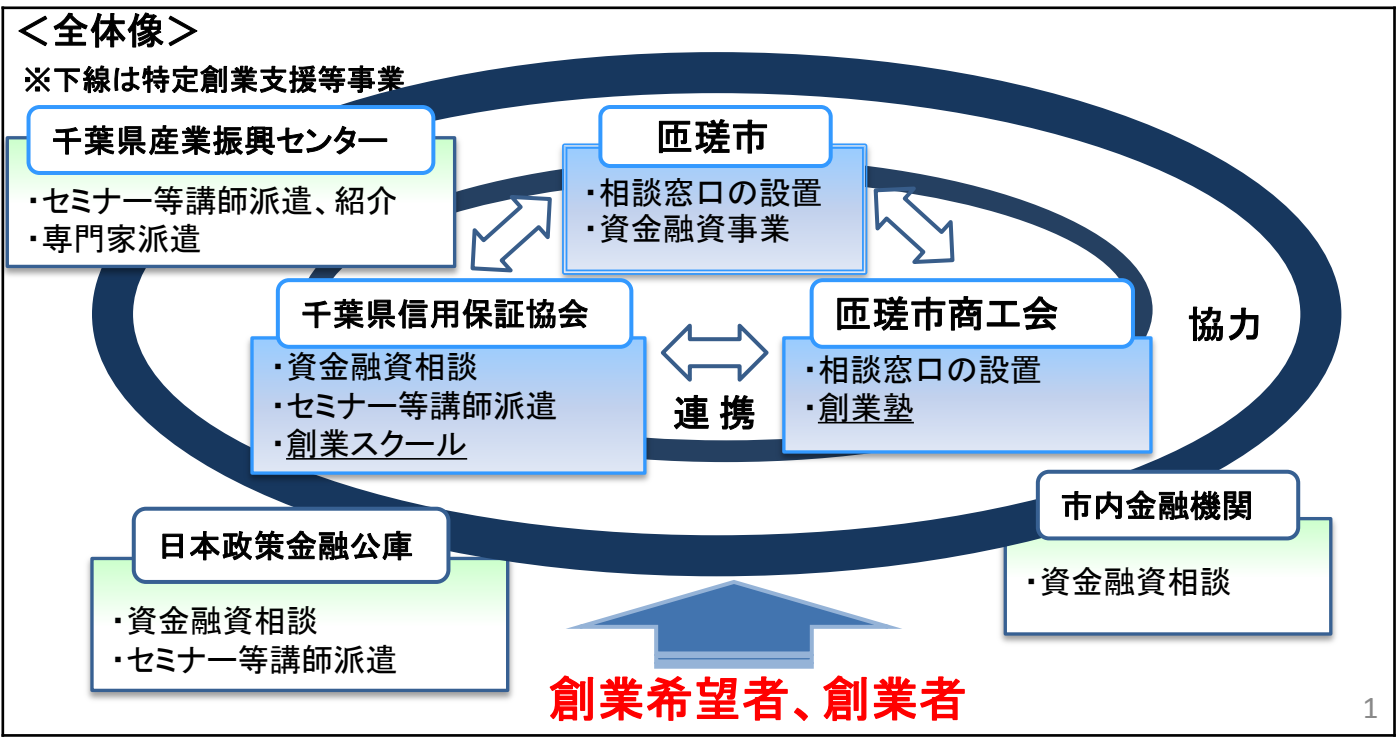 ＜全体像＞
※下線は特定創業支援等事業
千葉県産業振興センター
・セミナー等講師派遣、紹介
・専門家派遣
匝瑳市
・相談窓口の設置
・資金融資事業
千葉県信用保証協会
・資金融資相談
・セミナー等講師派遣
・創業スクール
連携
匝瑳市商工会
・相談窓口の設置
・創業塾
協力
日本政策金融公庫
・資金融資相談
・セミナー等講師派遣
市内金融機関
・資金融資相談
創業希望者、創業者
1